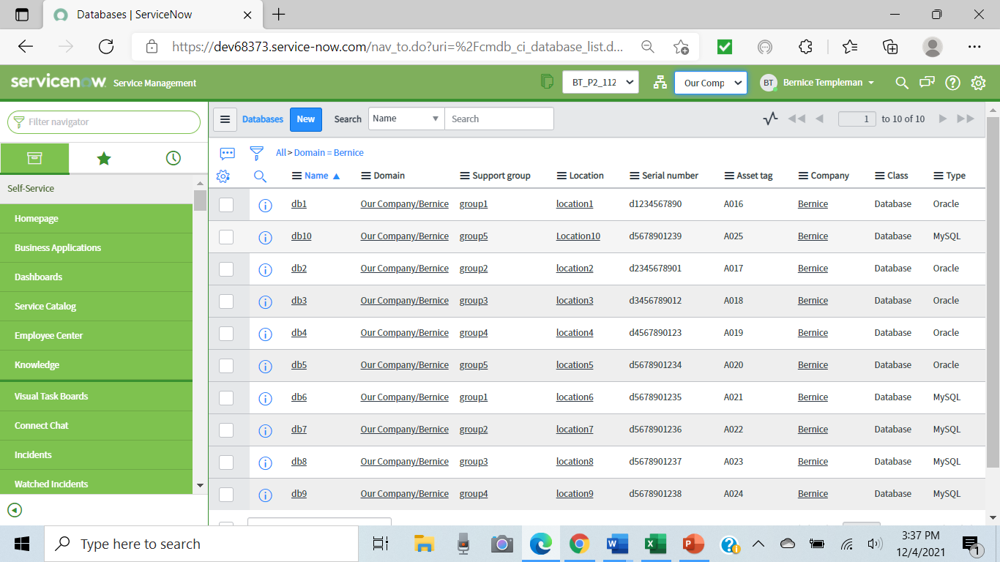 Databases | ServiceNow
https://dev68373.service-now.com/nav_to.do?uri=%2Fcmdb_ci_database_list.d...
servicenow Service Management BT_P2_112 Our Comp BT Bernice Templeman
Filter navigator
Databases New Search Name Search 1 to 10 of 10
All > Domain = Bernice
Name Domain Support group Location Serial number Asset tag Company Class Type
Self-Service
Homepage
Business Applications
Dashboards
Service Catalog
Employee Center
Knowledge
Visual Task Boards
Connect Chat
Incidents
Watched Incidents
db1 Our Company/Bernice group1 location1 d1234567890 A016 Bernice Database Oracle
db10 Our Company/Bernice group5 Location10 d5678901239 A025 Bernice Database MySQL
db2 Our Company/Bernice group2 location2 d2345678901 A017 Bernice Database Oracle
db3 Our Company/Bernice group3 location3 d3456789012 A018 Bernice Database Oracle
db4 Our Company/Bernice group4 location4 d4567890123 A019 Bernice Database Oracle
db5 Our Company/Bernice group5 location5 d5678901234 A020 Bernice Database Oracle
db6 Our Company/Bernice group1 location6 d5678901235 A021 Bernice Database MySQL
db7 Our Company/Bernice group2 location7 d5678901236 A022 Bernice Database MySQL
db8 Our Company/Bernice group3 location8 d5678901237 A023 Bernice Database MySQL
db9 Our Company/Bernice group4 location9 d5678901238 A024 Bernice Database MySQL
Type here to search
3:37 PM
12/4/2021
1